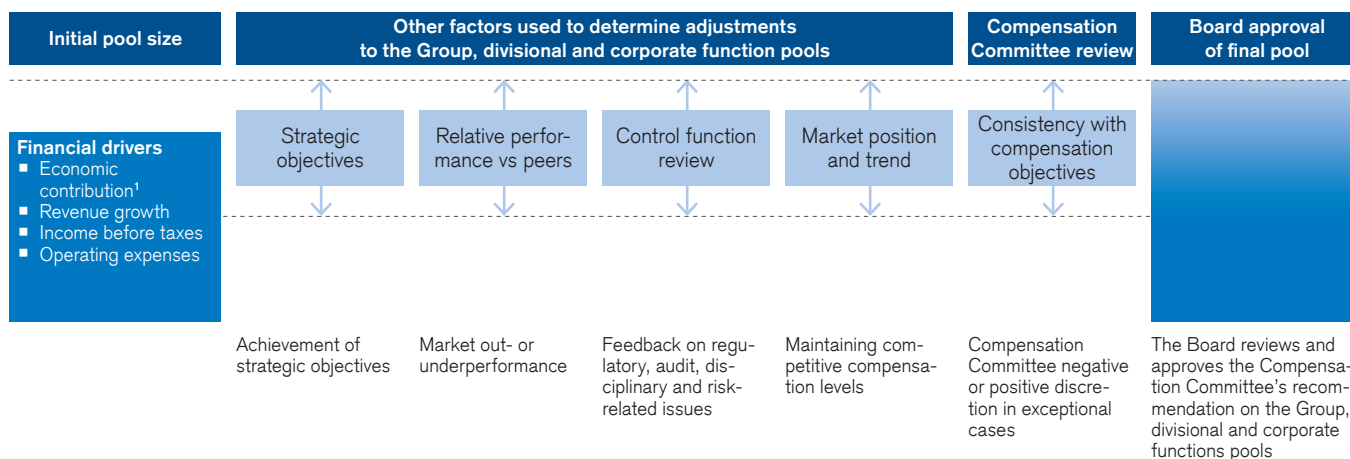 Initial pool size
Other factors used to determine adjustments
to the Group, divisional and corporate function pools
Compensation
Committee review
Board approval
of final pool
Financial drivers
■ Economic
contribution¹
■ Revenue growth
■ Income before taxes
■ Operating expenses
Strategic
objectives
Relative perfor-
mance vs peers
Control function
review
Market position
and trend
Consistency with
compensation
objectives
Achievement of
strategic objectives
Market out- or
underperformance
Feedback on regu-
latory, audit, dis-
ciplinary and risk-
related issues
Maintaining com-
petitive compensa-
tion levels
Compensation
Committee negative
or positive discre-
tion in exceptional
cases
The Board reviews and
approves the Compensa-
tion Committee's recom-
mendation on the Group,
divisional and corporate
functions pools